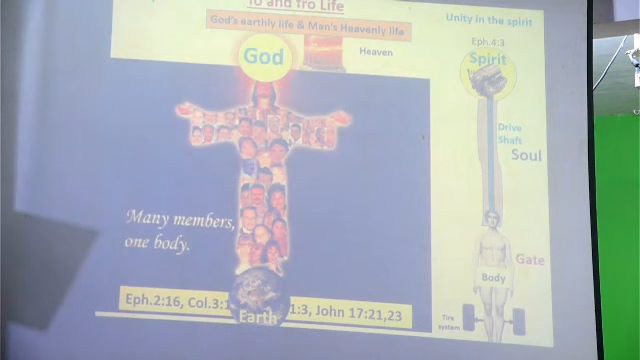 To and fro Life
God's earthly life & Man's Heavenly life
God
Heaven
Many members,
one body.
Eph.2:16, Col.3:1 1:3, John 17:21,23
Earth
Unity in the spirit
Eph.4:3
Spirit
Drive
Shaft
Soul
Gate
Body
Tire
system